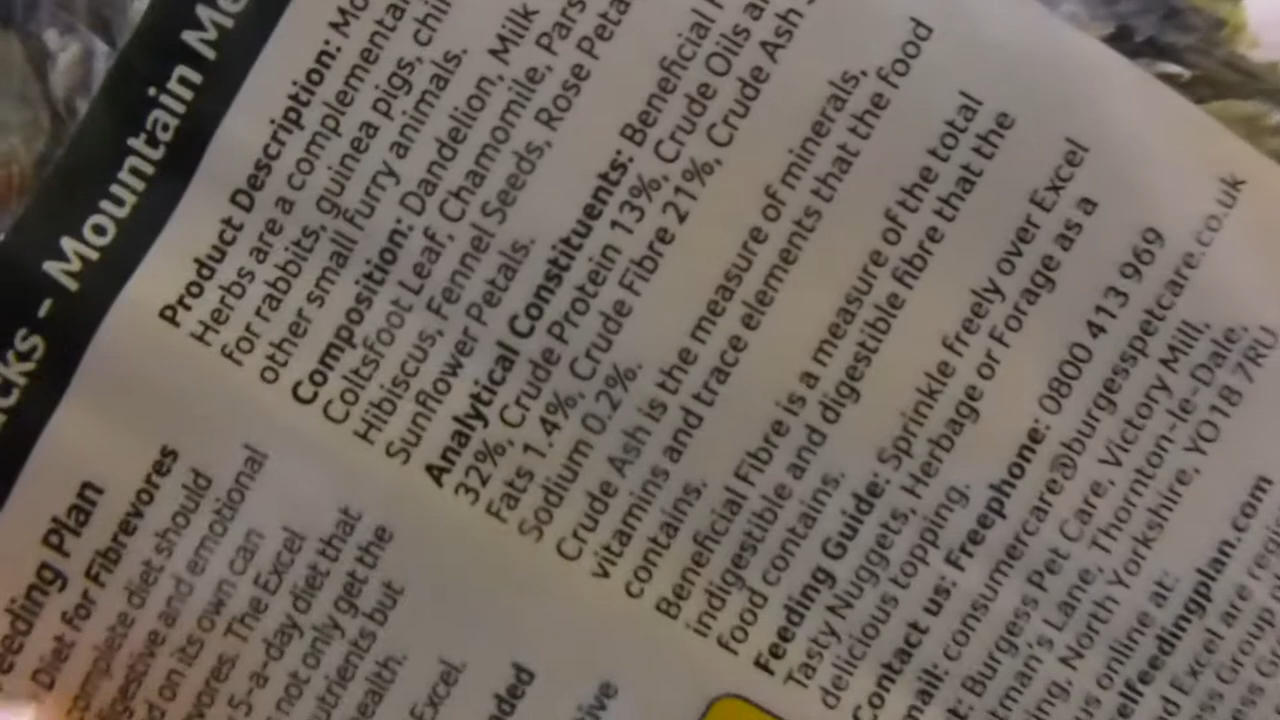 cks - Mountain Me
Product Description: Mo
Herbs are a complementa
for rabbits, guinea pigs, chi
other small furry animals.
Composition: Dandelion, Milk
Coltsfoot Leaf, Chamomile, Pars
Hibiscus, Fennel Seeds, Rose Peta
Sunflower Petals.
Analytical Constituents: Beneficial F
32%, Crude Protein 13%, Crude Oils a
Fats 1.4%, Crude Fibre 21%, Crude Ash
Sodium 0.2%.
Crude Ash is the measure of minerals,
vitamins and trace elements that the food
contains.
Beneficial Fibre is a measure of the total
indigestible and digestible fibre that the
food contains.
Feeding Guide: Sprinkle freely over Excel
Tasty Nuggets, Herbage or Forage as a
delicious topping.
Contact us: Freephone: 0800 413 969
mail: consumercare@burgesspetcare.co.uk
t: Burgess Pet Care, Victory Mill,
tman's Lane, Thornton-le-Dale,
ing, North Yorkshire, YO18 7RU
s online at:
elfeedingplan.com
d Excel are regi
ss Group
eeding Plan
Diet for Fibrevores
complete diet should
gestive and emotional
d on its own can
vores. The Excel
5-a-day diet that
not only get the
utrients but
health.
Excel.
nded
ive